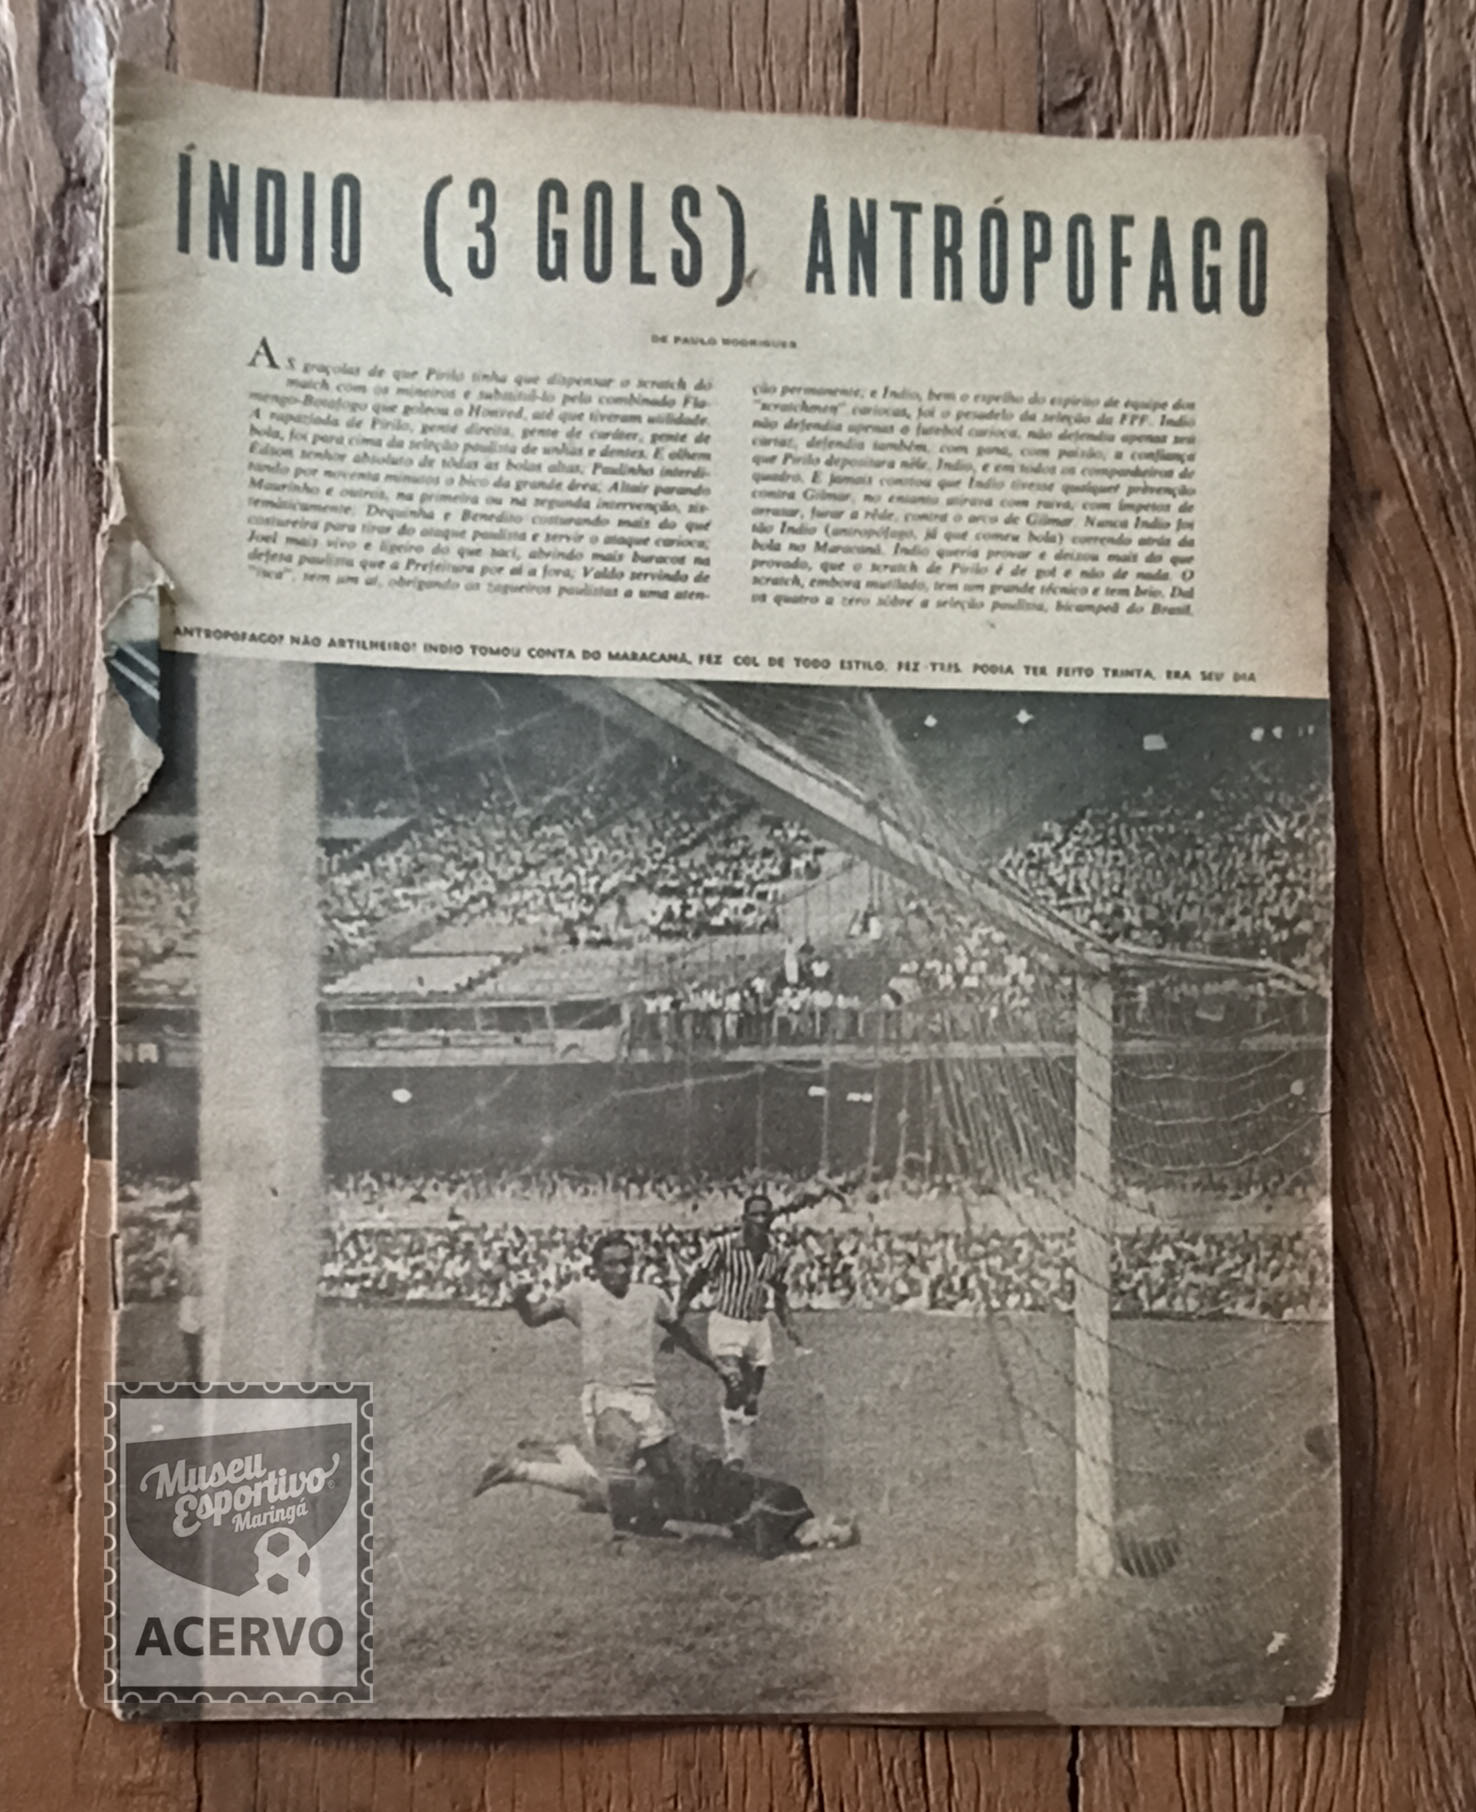 ÍNDIO (3 GOLS) ANTRÓPOFAGO
DE PAULO RODRIGUES
AS graçolas de que Pirilo tinha que dispensar o scratch do
match com os mineiros e substituí-lo pelo combinado Fla-
mengo-Botafogo que goleou o Honved, até que tiveram utilidade.
A rapaziada de Pirilo, gente direita, gente de caráter, gente de
bola, foi para cima da seleção paulista de unhas e dentes. E olhem
Edson senhor absoluto de tôdas as bolas altas; Paulinho interdi-
tando por noventa minutos o bico da grande área; Altair parando
Maurinho e outros, na primeira ou na segunda intervenção, sis-
temàticamente; Dequinha e Benedito costurando mais do que
costureira para tirar do ataque paulista e servir o ataque carioca;
Joel mais vivo e ligeiro do que saci, abrindo mais buracos na
defesa paulista que a Prefeitura por aí a fora; Valdo servindo de
"isca", sem um ai, obrigando os zagueiros paulistas a uma aten-
ção permanente; e Índio, bem o espelho do espírito de equipe dos
"scratchmen" cariocas, foi o pesadelo da seleção da FPF. Índio
não defendia apenas o futebol carioca, não defendia apenas seu
cartaz, defendia também, com gana, com paixão, a confiança
que Pirilo depositara nêle, Índio, e em todos os companheiros de
quadro. E jamais constou que Índio tivesse qualquer prevenção
contra Gilmar, no entanto atirava com raiva, com ímpetos de
arrasar, furar a rêde, contra o arco de Gilmar. Nunca Índio foi
tão Índio (antropófago, já que comeu bola) correndo atrás da
bola no Maracanã. Índio queria provar e deixou mais do que
provado, que o scratch de Pirilo é de gol e não de nada. O
scratch, embora mutilado, tem um grande técnico e tem brio. Daí
os quatro a zero sôbre a seleção paulista, bicampeã do Brasil.
ANTROPOFAGO? NÃO ARTILHEIRO! INDIO TOMOU CONTA DO MARACANÃ, FEZ GOL DE TODO ESTILO. FEZ TRES. PODIA TER FEITO TRINTA, ERA SEU DIA
NA
Museu
Esportivo
Maringá
ACERVO